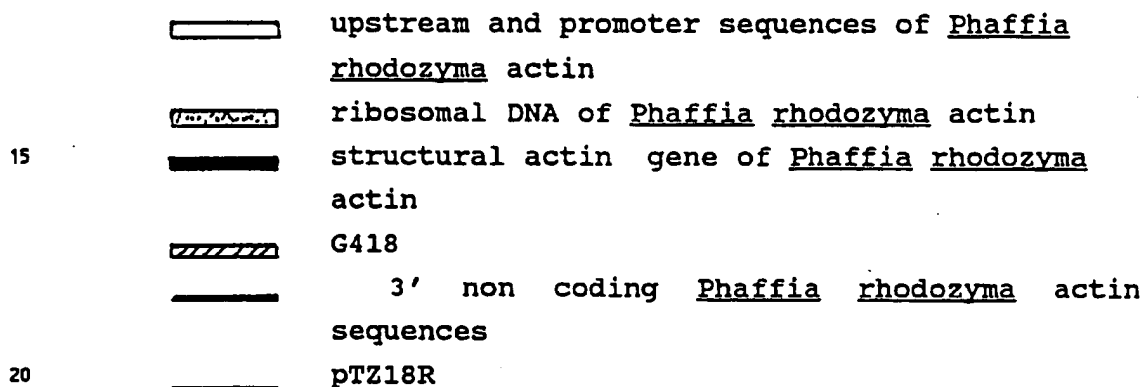 upstream and promoter sequences of Phaffia
rhodozyma actin
ribosomal DNA of Phaffia rhodozyma actin
15 structural actin gene of Phaffia rhodozyma
actin
G418
3' non coding Phaffia rhodozyma actin
sequences
20 pTZ18R